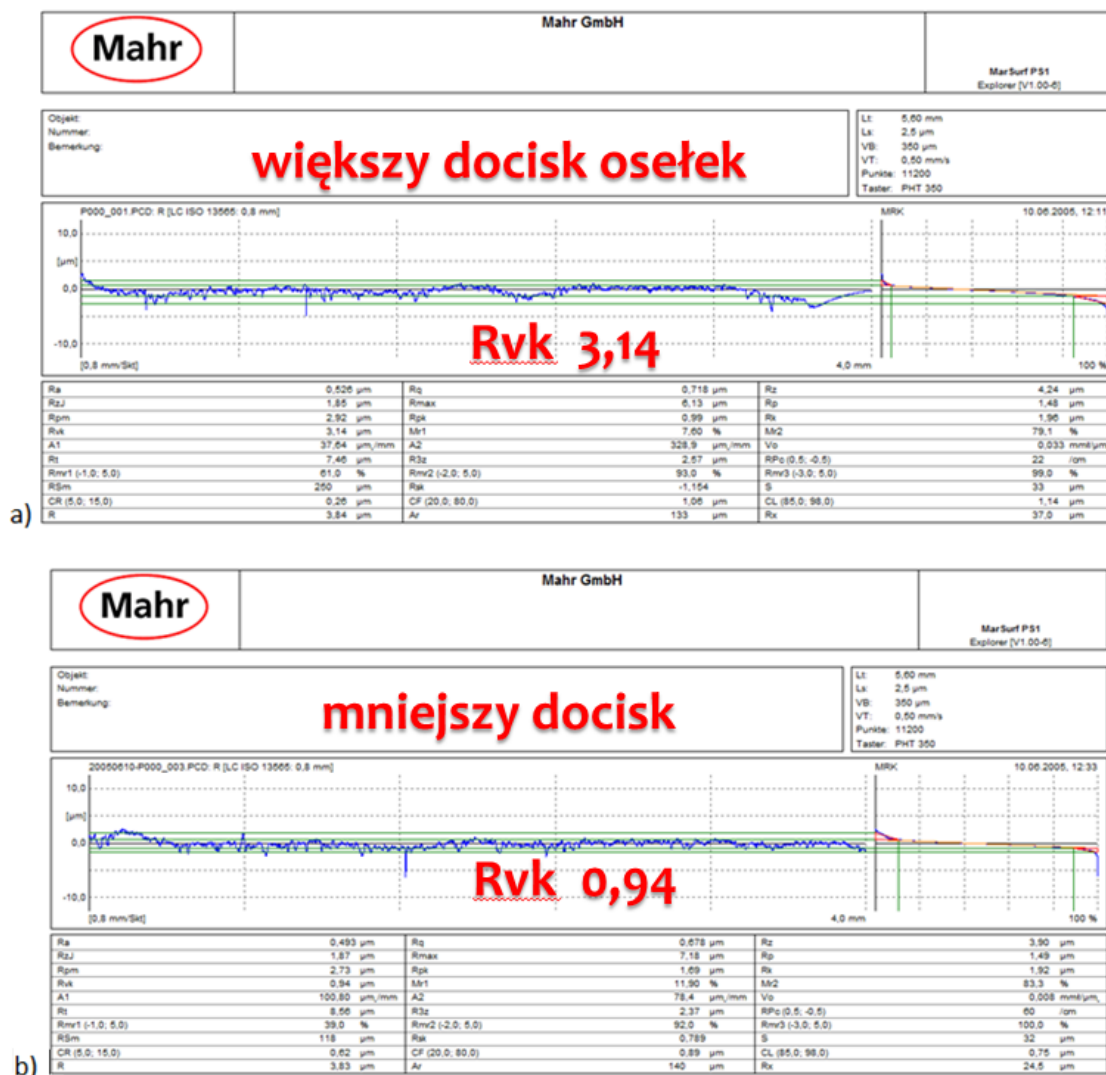 Mahr
Mahr GmbH
MarSurf PS1
Explorer [V1.00-6]
Objekt:
Nummer:
Bemerkung:
większy docisk osełek
Lt: 5,60 mm
Ls: 2,5 µm
VB: 350 µm
VT: 0,50 mm/s
Punkte: 11200
Taster: PHT 350
P000_001.PCD: R [LC ISO 13565: 0,8 mm]
MRK 10.06.2005, 12:11
10,0
[µm]
0,0
-10,0
Rvk 3,14
[0,8 mm/Skt] 4,0 mm 100 %
Ra 0,526 µm Rq 0,718 µm Rz 4,24 µm
RzJ 1,85 µm Rmax 6,13 µm Rp 1,48 µm
Rpm 2,92 µm Rpk 0,99 µm Rk 1,96 µm
Rvk 3,14 µm Mr1 7,60 % Mr2 79,1 %
A1 37,64 µm,/mm A2 328,9 µm,/mm Vo 0,033
Rt 7,46 µm R3z 2,57 µm RPc (0,5; -0,5) 22 /cm
Rmr1 (-1,0; 5,0) 61,0 % Rmr2 (-2,0; 5,0) 93,0 % Rmr3 (-3,0; 5,0) 99,0 %
RSm 250 µm Rsk -1,154 S 33 µm
CR (5,0; 15,0) 0,26 µm CF (20,0; 80,0) 1,06 µm CL (85,0; 98,0) 1,14 µm
R 3,84 µm Ar 133 µm Rx 37,0 µm
a)
Mahr
Mahr GmbH
MarSurf PS1
Explorer [V1.00-6]
Objekt:
Nummer:
Bemerkung:
mniejszy docisk
Lt: 5,60 mm
Ls: 2,5 µm
VB: 350 µm
VT: 0,50 mm/s
Punkte: 11200
Taster: PHT 350
20050610-P000_003.PCD: R [LC ISO 13565: 0,8 mm]
MRK 10.06.2005, 12:33
10,0
[µm]
0,0
-10,0
Rvk 0,94
[0,8 mm/Skt] 4,0 mm 100 %
Ra 0,493 µm Rq 0,678 µm Rz 3,90 µm
RzJ 1,87 µm Rmax 7,18 µm Rp 1,49 µm
Rpm 2,73 µm Rpk 1,69 µm Rk 1,92 µm
Rvk 0,94 µm Mr1 11,90 % Mr2 83,3 %
A1 100,80 µm,/mm A2 78,4 µm,/mm Vo 0,008
Rt 8,56 µm R3z 2,37 µm RPc (0,5; -0,5) 60 /cm
Rmr1 (-1,0; 5,0) 39,0 % Rmr2 (-2,0; 5,0) 92,0 % Rmr3 (-3,0; 5,0) 100,0 %
RSm 118 µm Rsk 0,789 S 32 µm
CR (5,0; 15,0) 0,62 µm CF (20,0; 80,0) 0,89 µm CL (85,0; 98,0) 0,75 µm
R 3,83 µm Ar 140 µm Rx 24,5 µm
b)